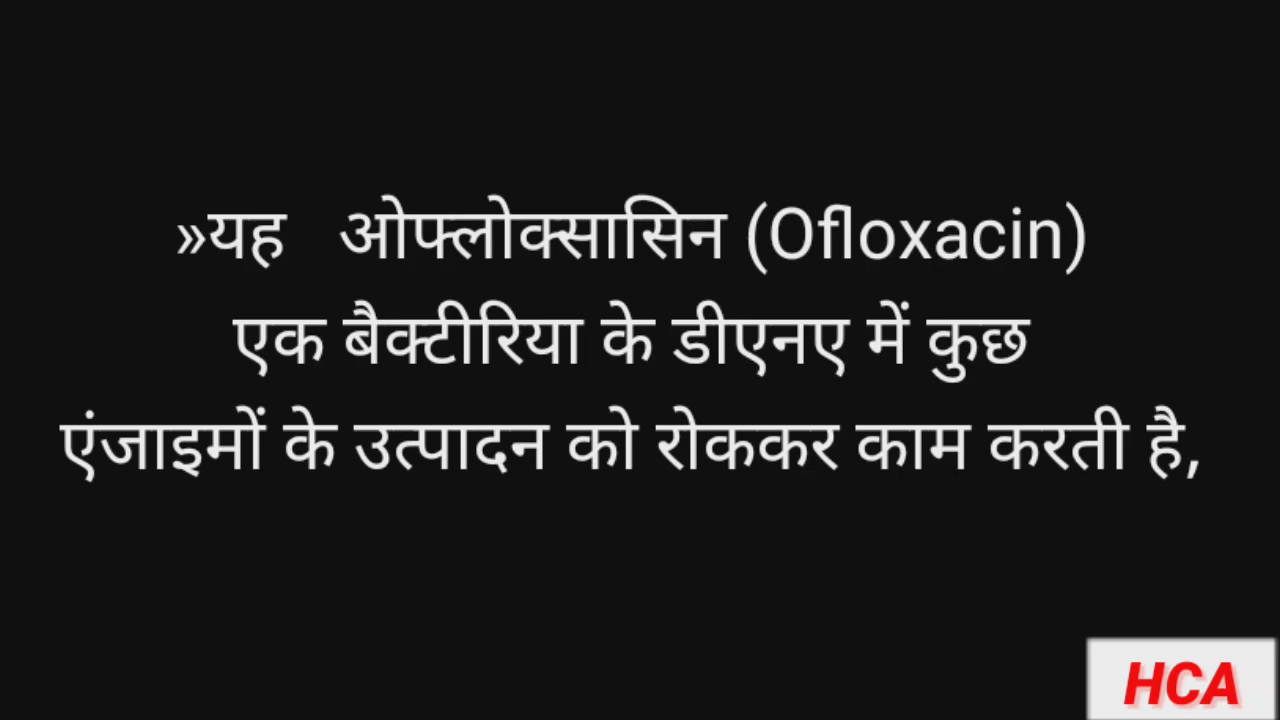 »यह ओफ्लोक्सासिन (Ofloxacin)
एक बैक्टीरिया के डीएनए में कुछ
एंजाइमों के उत्पादन को रोककर काम करती है,
HCA